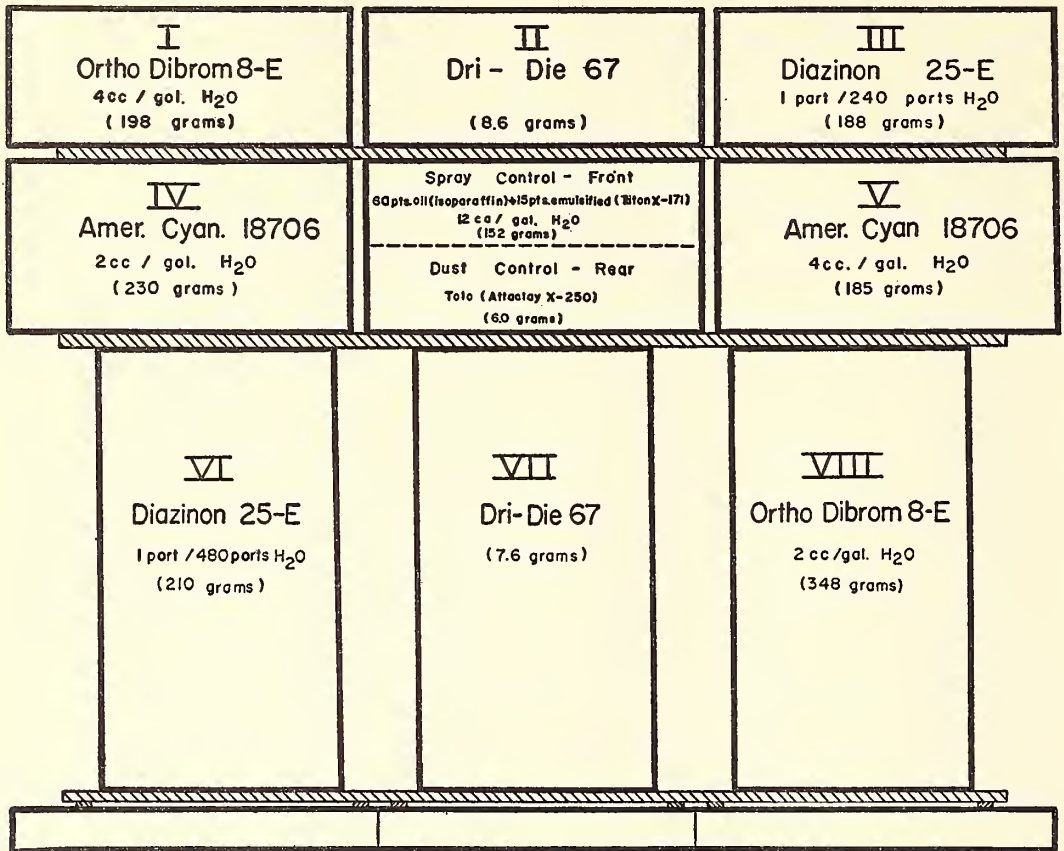 I
Ortho Dibrom 8-E
4cc / gal. H2O
(198 grams)
II
Dri - Die 67
(8.6 grams)
III
Diazinon 25-E
1 part /240 parts H2O
(188 grams)
IV
Amer. Cyan. 18706
2cc / gal. H2O
(230 grams)
Spray Control - Front
60pts.oil(isoparaffin)+15pts.emulsified (TritonX-171)
12 cc/ gal. H2O
(152 grams)
Dust Control - Rear
Talc (Attaclay X-250)
(6.0 grams)
V
Amer. Cyan 18706
4cc. / gal. H2O
(185 grams)
VI
Diazinon 25-E
1 part /480 parts H2O
(210 grams)
VII
Dri-Die 67
(7.6 grams)
VIII
Ortho Dibrom 8-E
2 cc/gal. H2O
(348 grams)